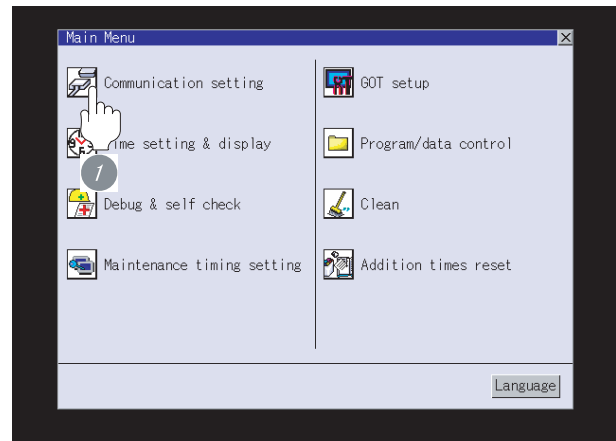 Main Menu
Communication setting
GOT setup
Time setting & display
Program/data control
Debug & self check
Clean
Maintenance timing setting
Addition times reset
Language
1